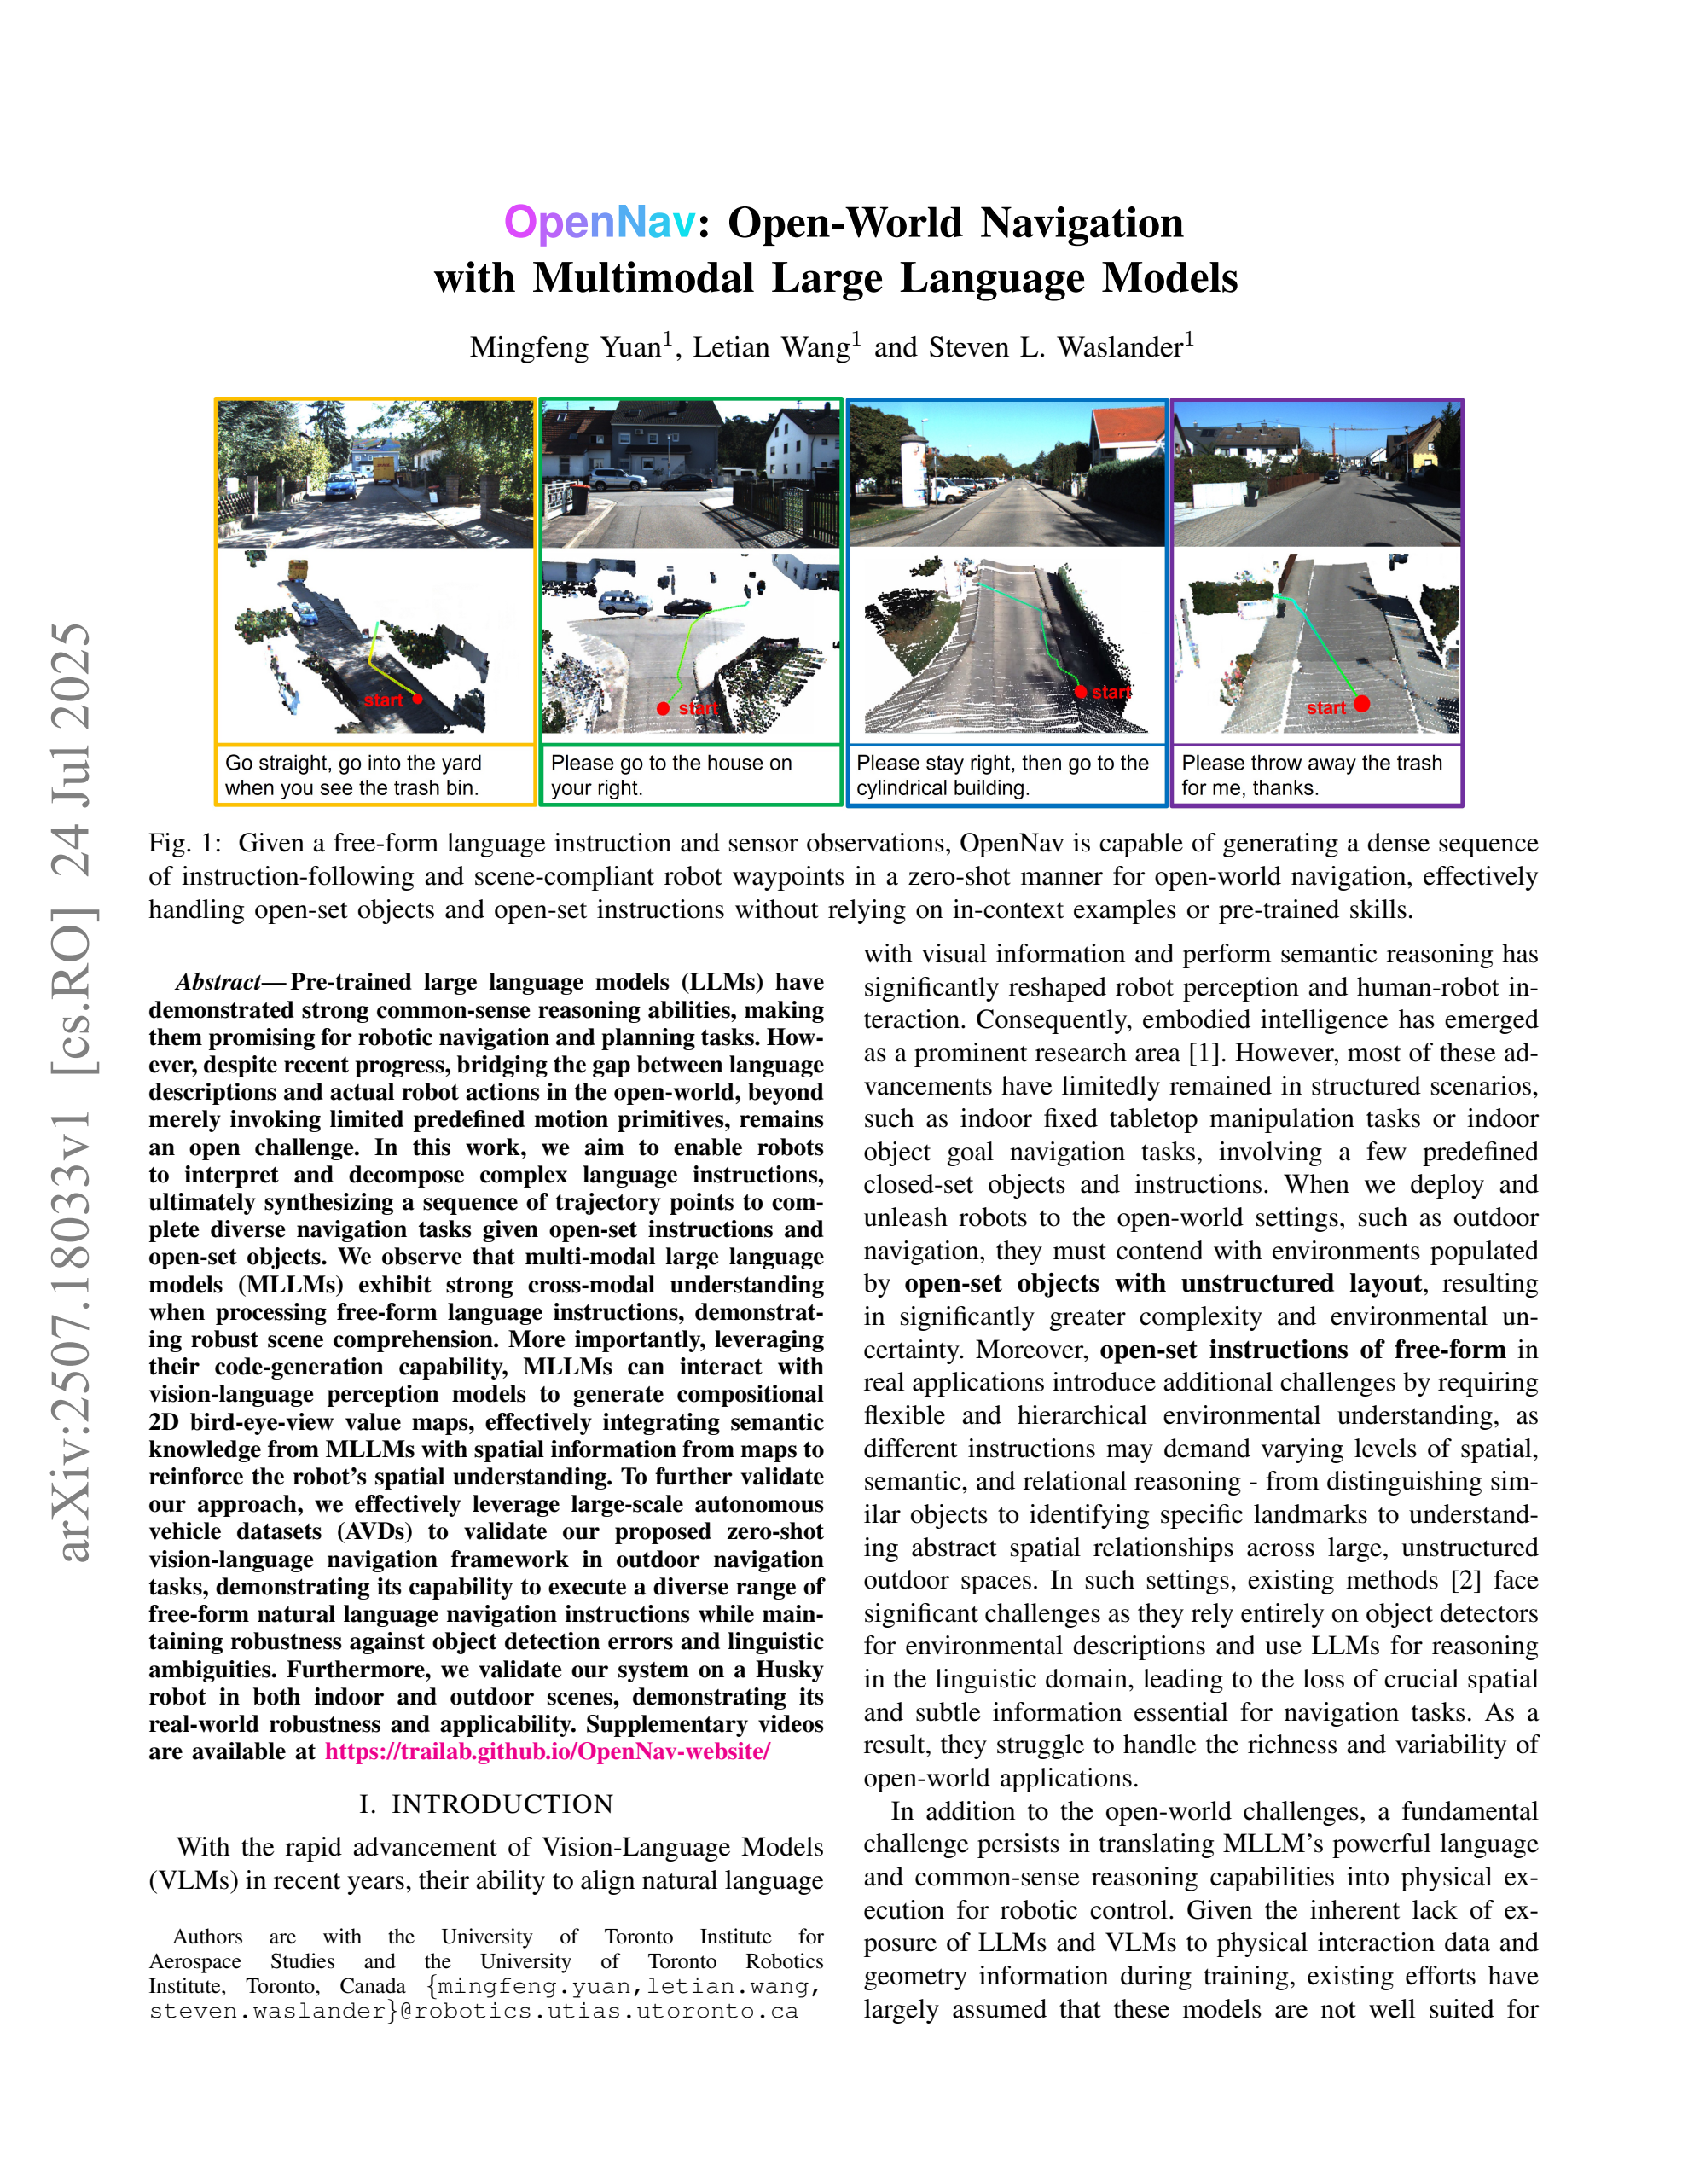 arXiv:2507.18033v1 [cs.RO] 24 Jul 2025
OpenNav: Open-World Navigation
with Multimodal Large Language Models
Mingfeng Yuan1, Letian Wang1 and Steven L. Waslander1
start
start
start
start
Go straight, go into the yard
when you see the trash bin.
Please go to the house on
your right.
Please stay right, then go to the
cylindrical building.
Please throw away the trash
for me, thanks.
Fig. 1: Given a free-form language instruction and sensor observations, OpenNav is capable of generating a dense sequence
of instruction-following and scene-compliant robot waypoints in a zero-shot manner for open-world navigation, effectively
handling open-set objects and open-set instructions without relying on in-context examples or pre-trained skills.
Abstract—Pre-trained large language models (LLMs) have
demonstrated strong common-sense reasoning abilities, making
them promising for robotic navigation and planning tasks. How-
ever, despite recent progress, bridging the gap between language
descriptions and actual robot actions in the open-world, beyond
merely invoking limited predefined motion primitives, remains
an open challenge. In this work, we aim to enable robots
to interpret and decompose complex language instructions,
ultimately synthesizing a sequence of trajectory points to com-
plete diverse navigation tasks given open-set instructions and
open-set objects. We observe that multi-modal large language
models (MLLMs) exhibit strong cross-modal understanding
when processing free-form language instructions, demonstrat-
ing robust scene comprehension. More importantly, leveraging
their code-generation capability, MLLMs can interact with
vision-language perception models to generate compositional
2D bird-eye-view value maps, effectively integrating semantic
knowledge from MLLMs with spatial information from maps to
reinforce the robot's spatial understanding. To further validate
our approach, we effectively leverage large-scale autonomous
vehicle datasets (AVDs) to validate our proposed zero-shot
vision-language navigation framework in outdoor navigation
tasks, demonstrating its capability to execute a diverse range of
free-form natural language navigation instructions while main-
taining robustness against object detection errors and linguistic
ambiguities. Furthermore, we validate our system on a Husky
robot in both indoor and outdoor scenes, demonstrating its
real-world robustness and applicability. Supplementary videos
are available at https://trailab.github.io/OpenNav-website/
I. INTRODUCTION
With the rapid advancement of Vision-Language Models
(VLMs) in recent years, their ability to align natural language
Authors are with the University of Toronto Institute for
Aerospace Studies and the University of Toronto Robotics
Institute, Toronto, Canada {mingfeng.yuan,letian.wang,
steven.waslander}@robotics.utias.utoronto.ca
with visual information and perform semantic reasoning has
significantly reshaped robot perception and human-robot in-
teraction. Consequently, embodied intelligence has emerged
as a prominent research area [1]. However, most of these ad-
vancements have limitedly remained in structured scenarios,
such as indoor fixed tabletop manipulation tasks or indoor
object goal navigation tasks, involving a few predefined
closed-set objects and instructions. When we deploy and
unleash robots to the open-world settings, such as outdoor
navigation, they must contend with environments populated
by open-set objects with unstructured layout, resulting
in significantly greater complexity and environmental un-
certainty. Moreover, open-set instructions of free-form in
real applications introduce additional challenges by requiring
flexible and hierarchical environmental understanding, as
different instructions may demand varying levels of spatial,
semantic, and relational reasoning - from distinguishing sim-
ilar objects to identifying specific landmarks to understand-
ing abstract spatial relationships across large, unstructured
outdoor spaces. In such settings, existing methods [2] face
significant challenges as they rely entirely on object detectors
for environmental descriptions and use LLMs for reasoning
in the linguistic domain, leading to the loss of crucial spatial
and subtle information essential for navigation tasks. As a
result, they struggle to handle the richness and variability of
open-world applications.
In addition to the open-world challenges, a fundamental
challenge persists in translating MLLM's powerful language
and common-sense reasoning capabilities into physical ex-
ecution for robotic control. Given the inherent lack of ex-
posure of LLMs and VLMs to physical interaction data and
geometry information during training, existing efforts have
largely assumed that these models are not well suited for